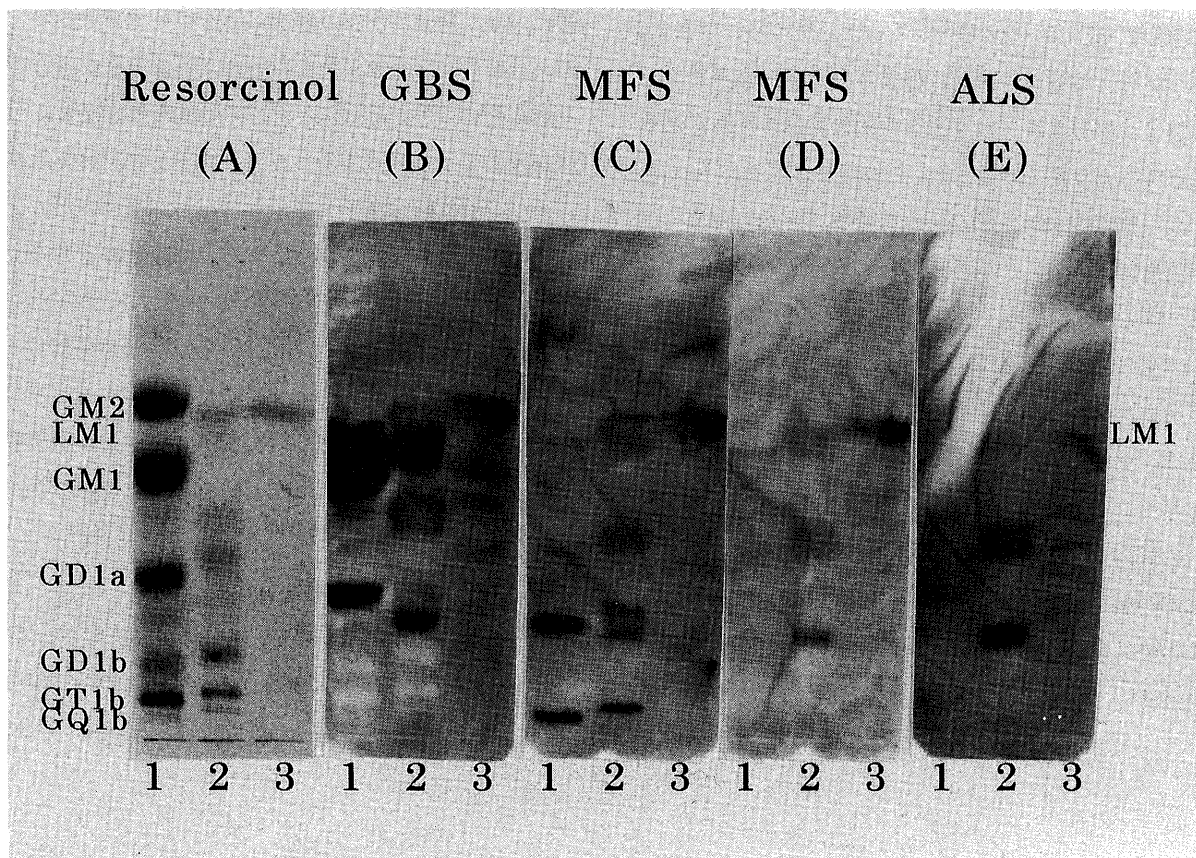 Resorcinol GBS MFS MFS ALS
(A) (B) (C) (D) (E)
GM2
LM1
LM1
GM1
GD1a
GD1b
GT1b
GQ1b
1 2 3 1 2 3 1 2 3 1 2 3 1 2 3